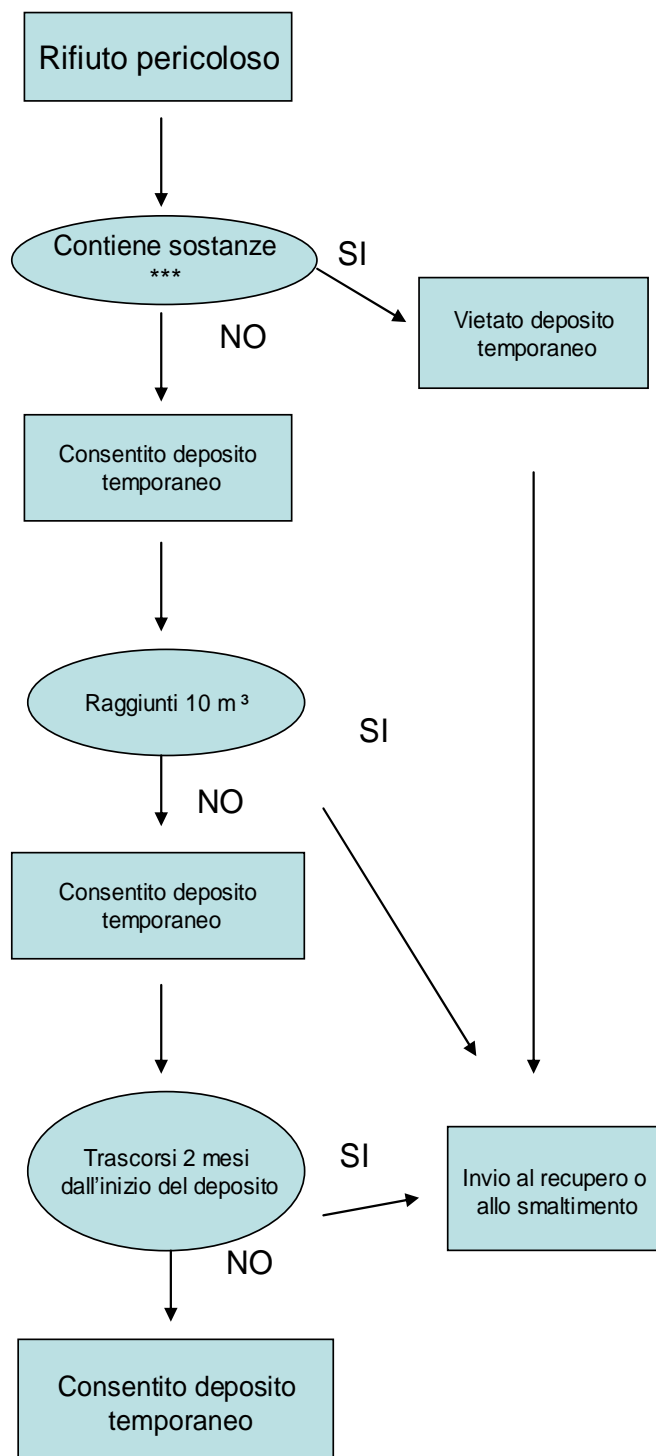 Rifiuto pericoloso
Contiene sostanze
***
SI
NO
Vietato deposito
temporaneo
Consentito deposito
temporaneo
Raggiunti 10 m ³
SI
NO
Consentito deposito
temporaneo
Trascorsi 2 mesi
dall'inizio del deposito
SI
NO
Invio al recupero o
allo smaltimento
Consentito deposito
temporaneo